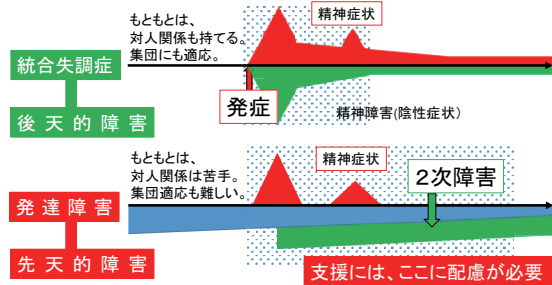 もともとは、
対人関係も持てる。
集団にも適応。
精神症状
統合失調症
後天的障害
発症
精神障害(陰性症状)
もともとは、
対人関係は苦手。
集団適応も難しい。
精神症状
2次障害
発達障害
先天的障害
支援には、ここに配慮が必要